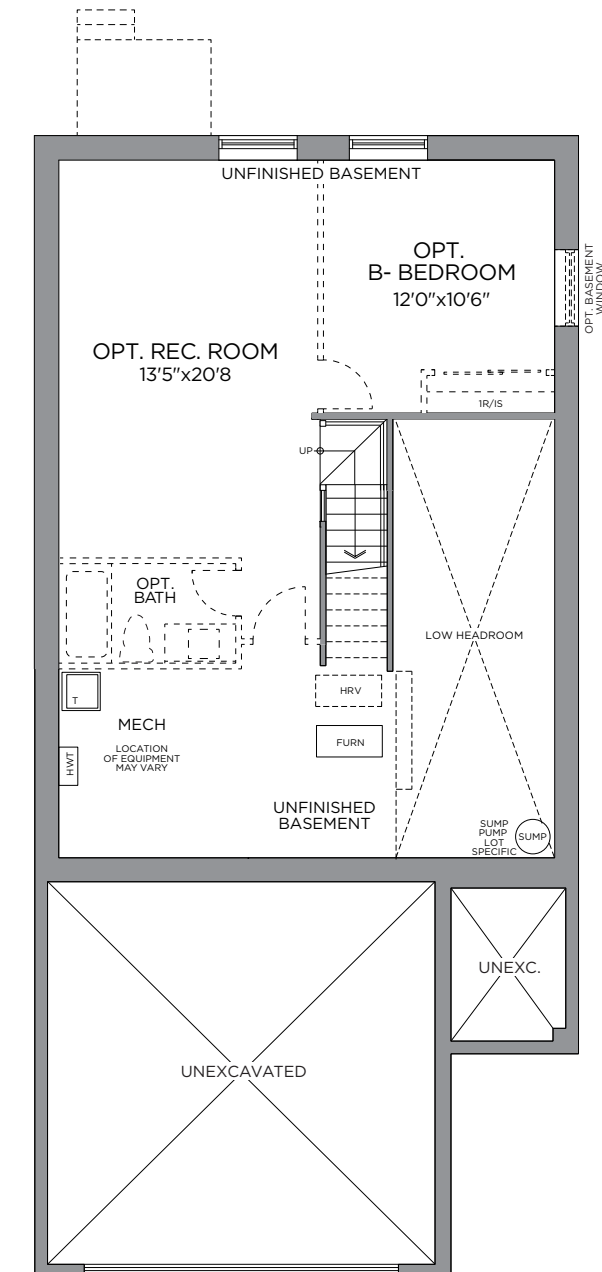 UNFINISHED BASEMENT
OPT.
B- BEDROOM
12'0"x10'6"
OPT. BASEMENT
WINDOW
OPT. REC. ROOM
13'5"x20'8
1R/1S
UP
OPT.
BATH
LOW HEADROOM
T
HRV
MECH
LOCATION
OF EQUIPMENT
MAY VARY
HWT
FURN
UNFINISHED
BASEMENT
SUMP
PUMP
LOT
SPECIFIC
SUMP
UNEXC.
UNEXCAVATED